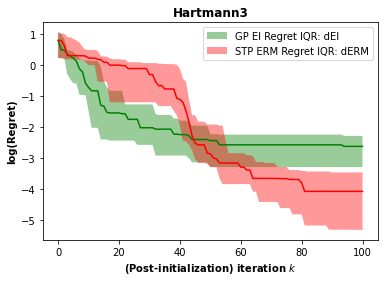 Hartmann3
GP EI Regret IQR: dEI
STP ERM Regret IQR: dERM
log(Regret)
1
0
−1
−2
−3
−4
−5
0 20 40 60 80 100
(Post-initialization) iteration k